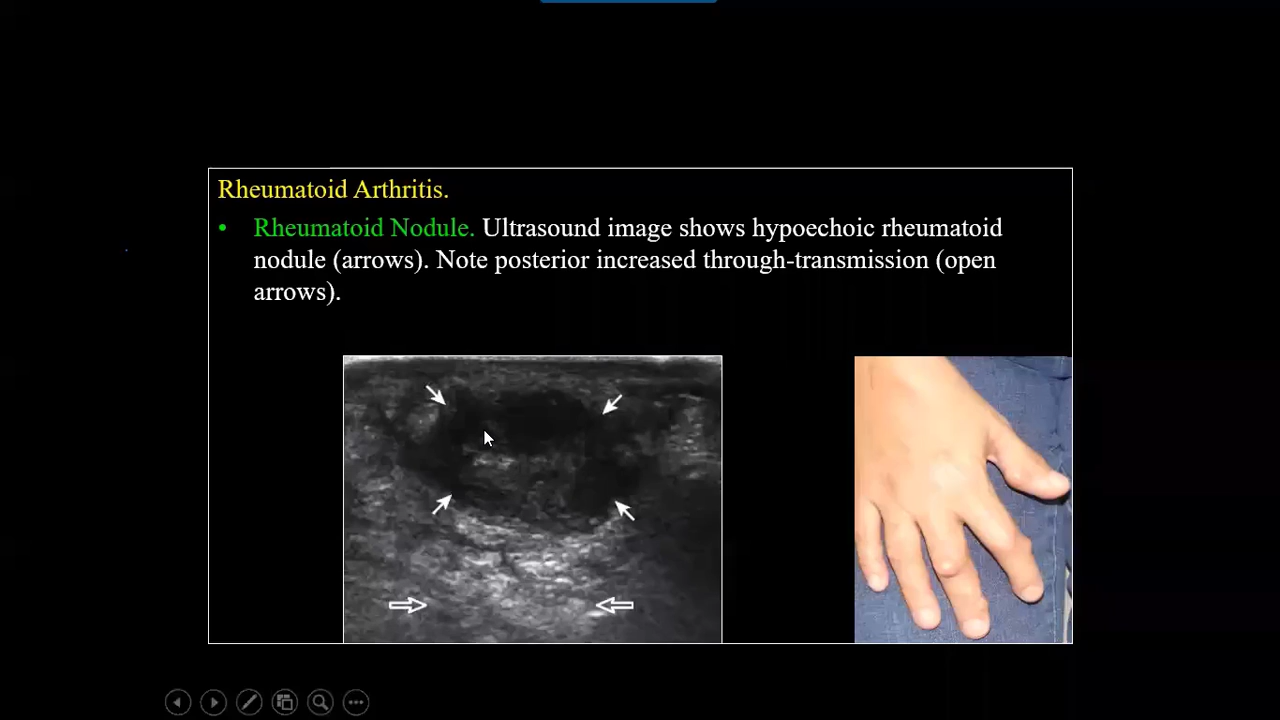 Rheumatoid Arthritis.
• Rheumatoid Nodule. Ultrasound image shows hypoechoic rheumatoid
nodule (arrows). Note posterior increased through-transmission (open
arrows).